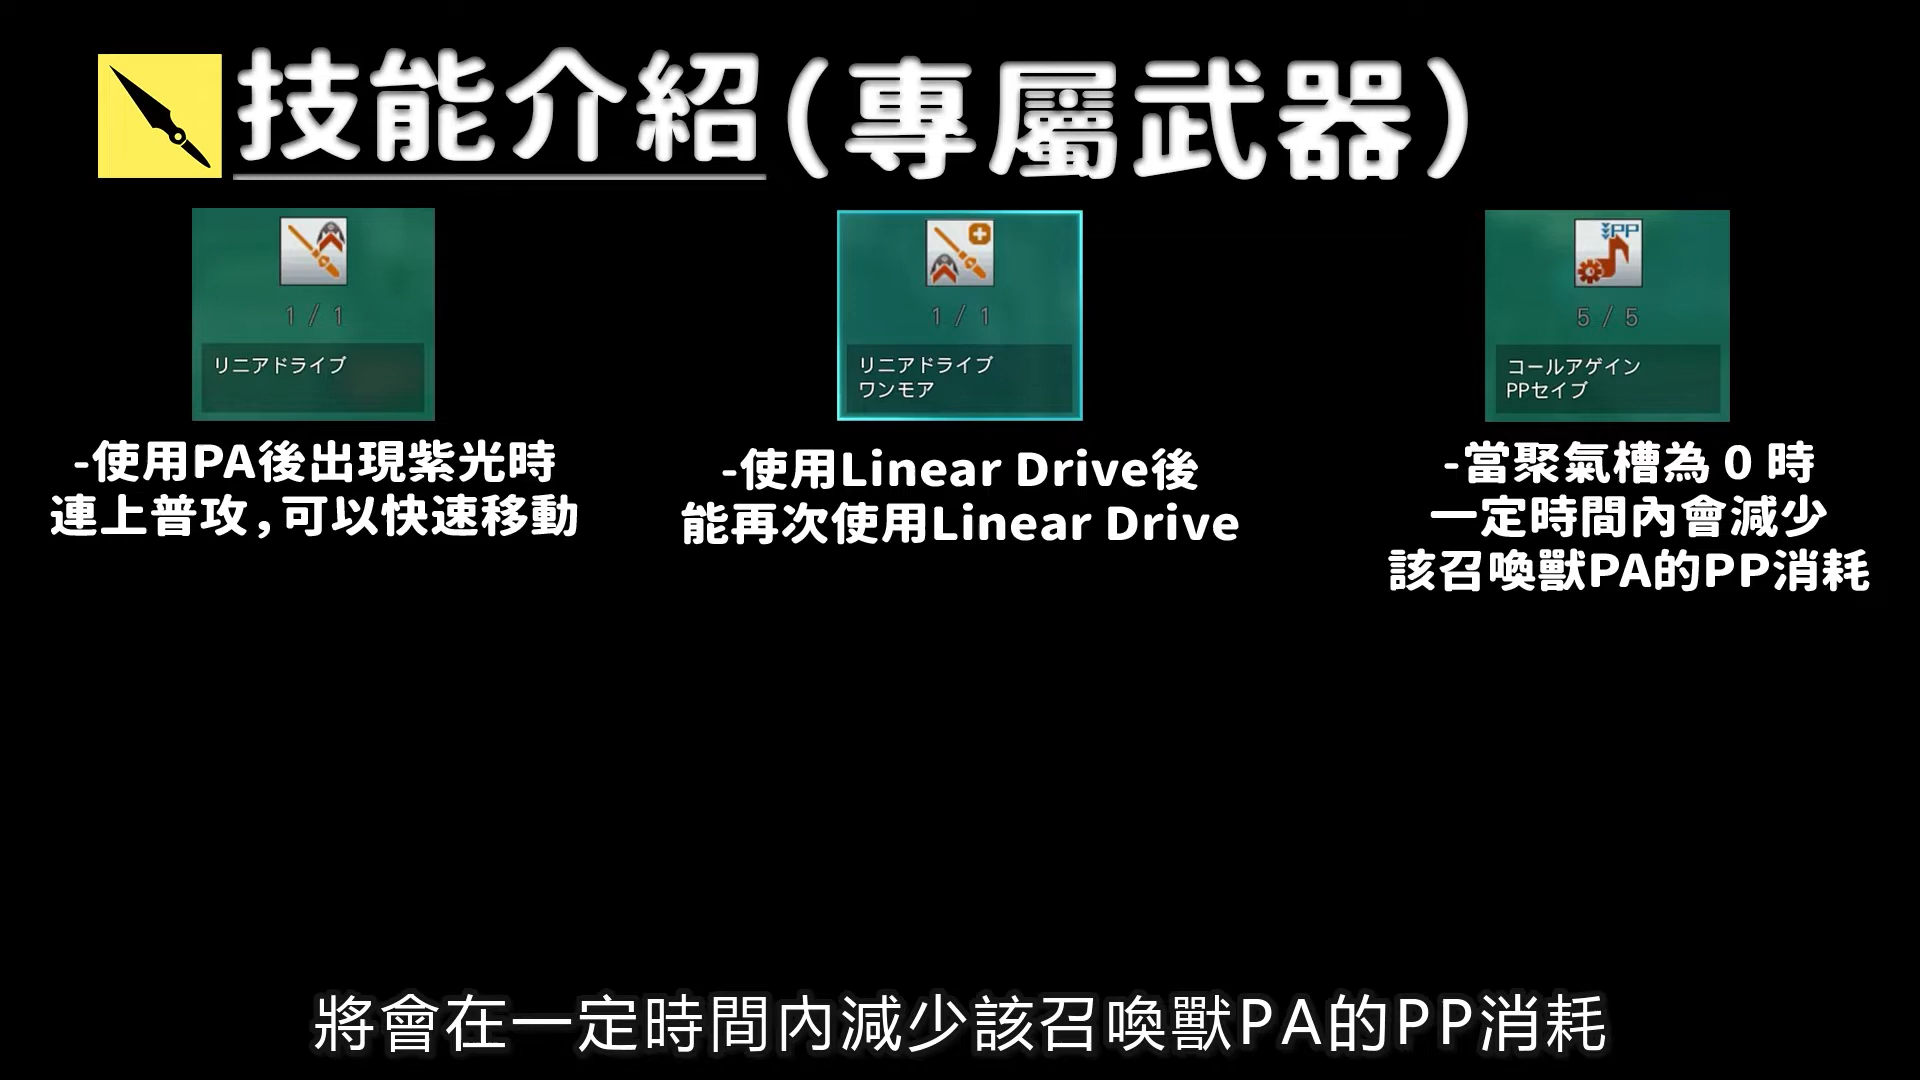 技能介紹(專屬武器)
1 / 1
リニアドライブ
-使用PA後出現紫光時
連上普攻,可以快速移動
1 / 1
リニアドライブ
ワンモア
-使用Linear Drive後
能再次使用Linear Drive
PP
5 / 5
コールアゲイン
PPセイブ
-當聚氣槽為 0 時
一定時間內會減少
該召喚獸PA的PP消耗
將會在一定時間內減少該召喚獸PA的PP消耗